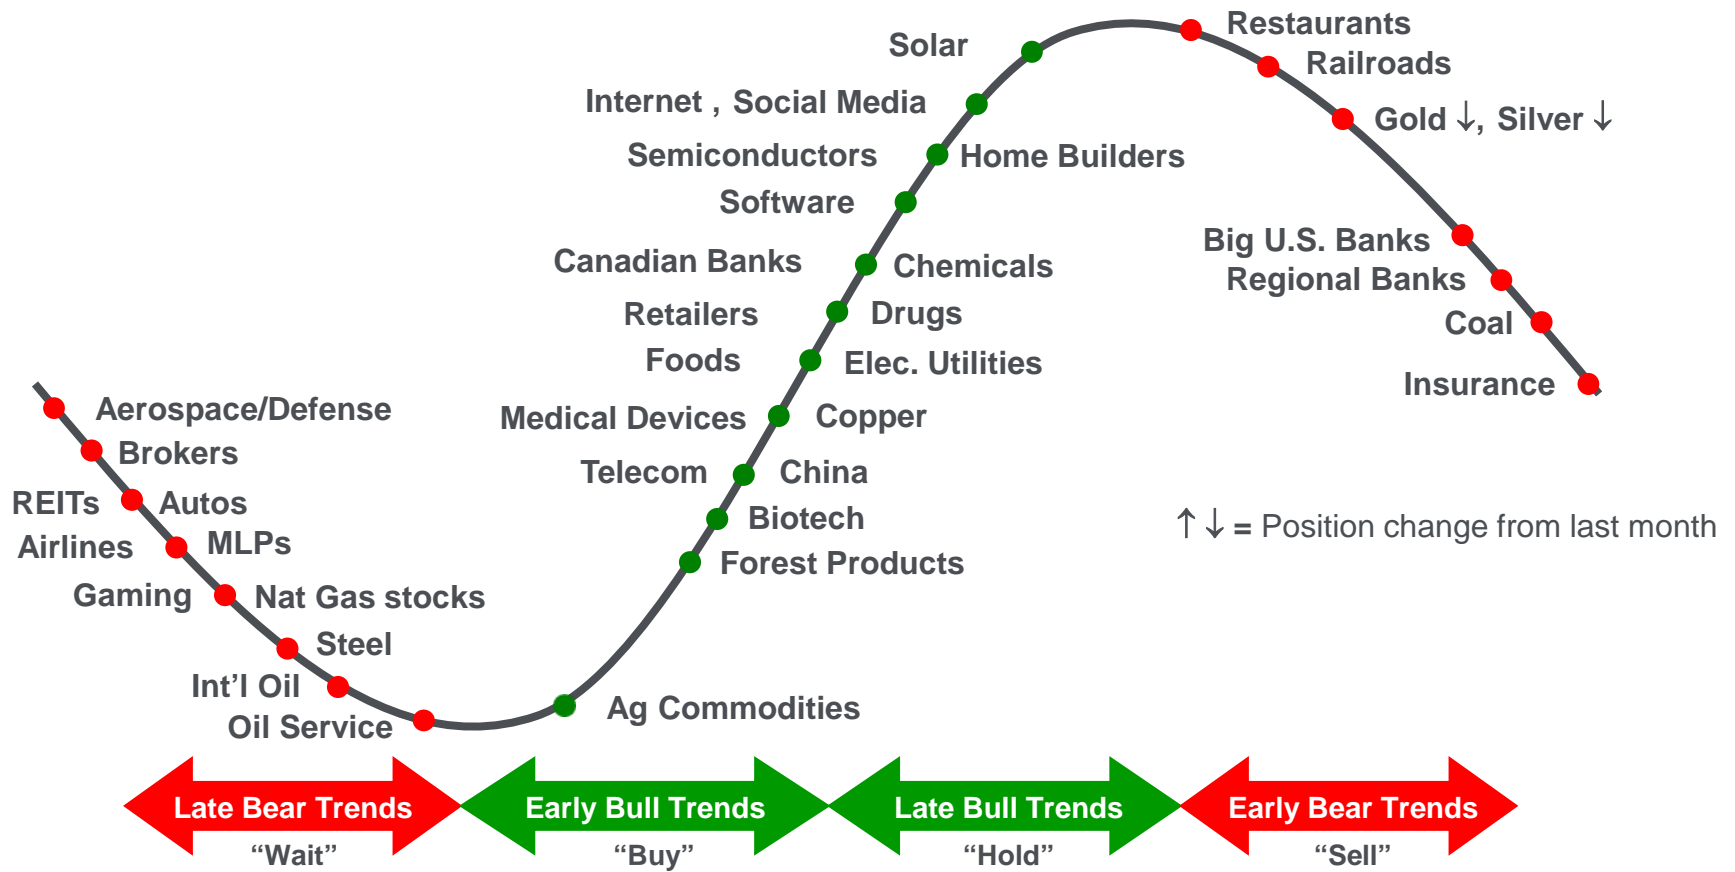 Restaurants
Solar
Railroads
Internet , Social Media
Gold ↓, Silver ↓
Semiconductors
Home Builders
Software
Big U.S. Banks
Canadian Banks
Chemicals
Regional Banks
Retailers
Drugs
Coal
Foods
Elec. Utilities
Insurance
Aerospace/Defense
Medical Devices
Copper
Brokers
Telecom
China
REITs
Autos
Biotech
↑ ↓ = Position change from last month
Airlines
MLPs
Forest Products
Gaming
Nat Gas stocks
Steel
Int’l Oil
Oil Service
Ag Commodities
Late Bear Trends
Early Bull Trends
Late Bull Trends
Early Bear Trends
“Wait”
“Buy”
“Hold”
“Sell”